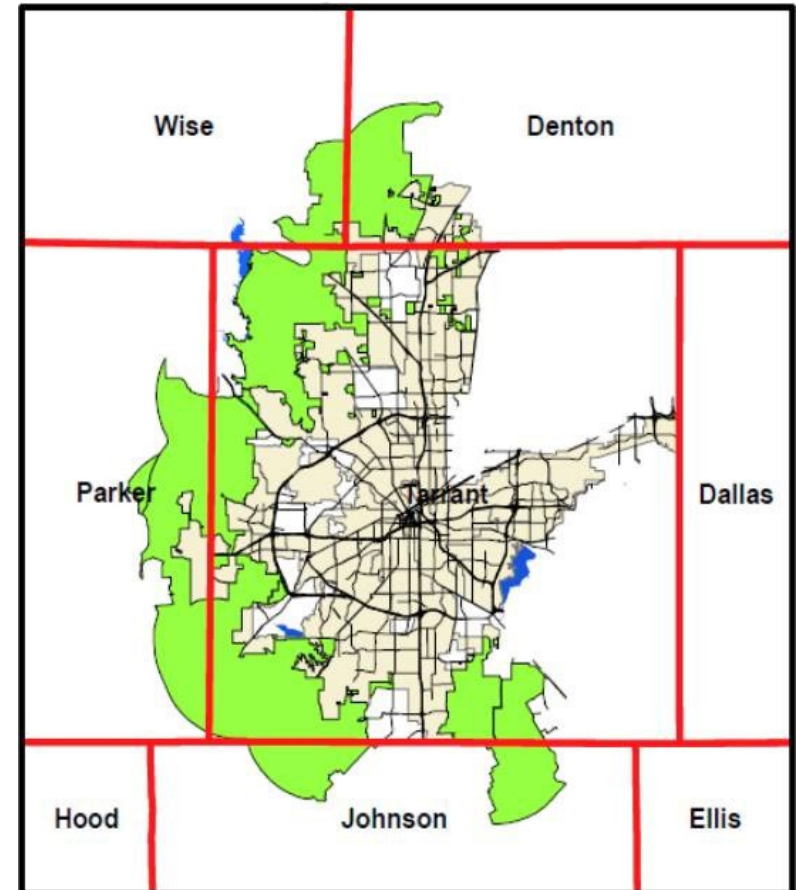 Wise
Denton
Parker
Tarrant
Dallas
Hood
Johnson
Ellis